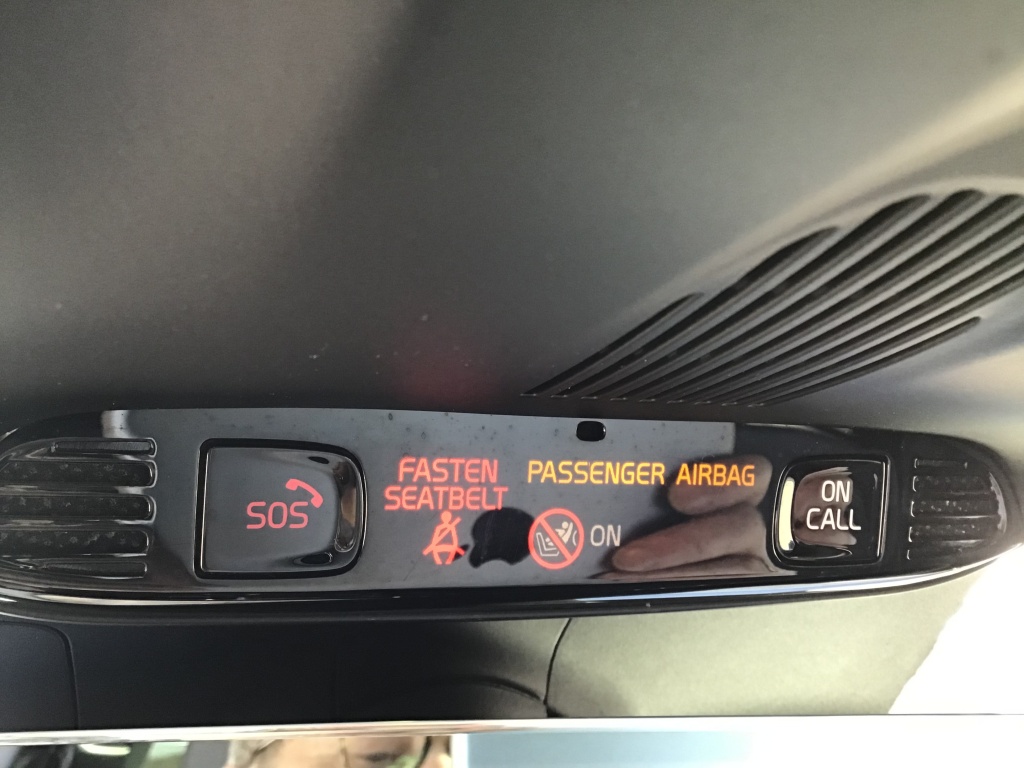 SOS
FASTEN
SEATBELT
PASSENGER AIRBAG
ON
ON
CALL